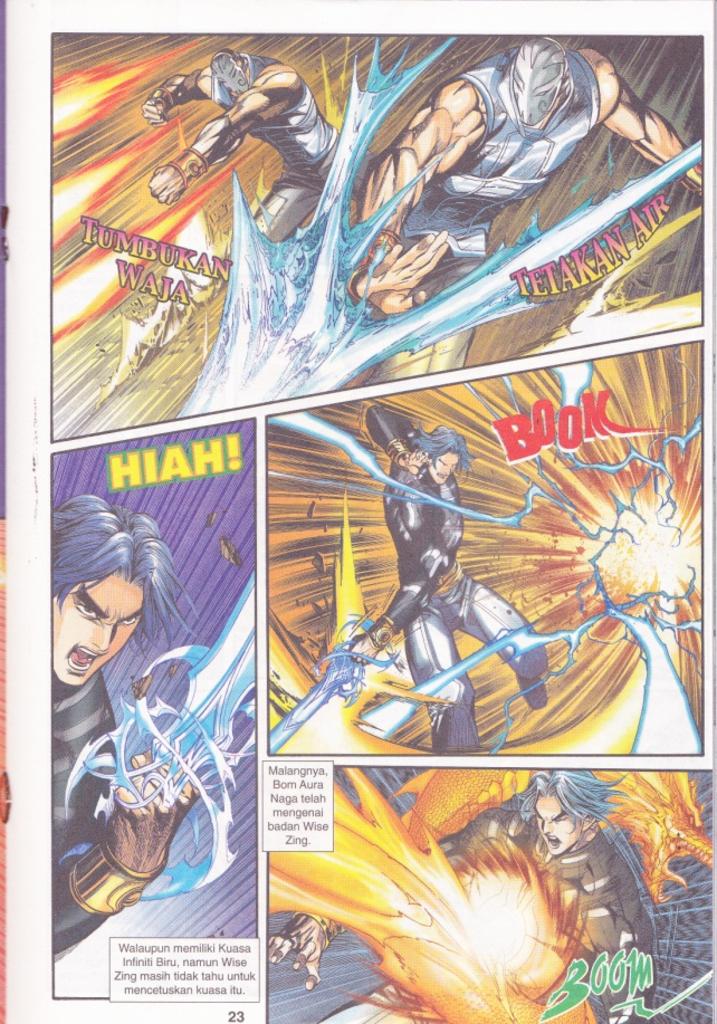 TUMBUKAN
WAJA
TETAKAN AIR
HIAH!
BOOM
Walaupun memiliki Kuasa
Infiniti Biru, namun Wise
Zing masih tidak tahu untuk
mencetuskan kuasa itu.
Malangnya,
Bom Aura
Naga telah
mengenai
badan Wise
Zing.
BOOM
23